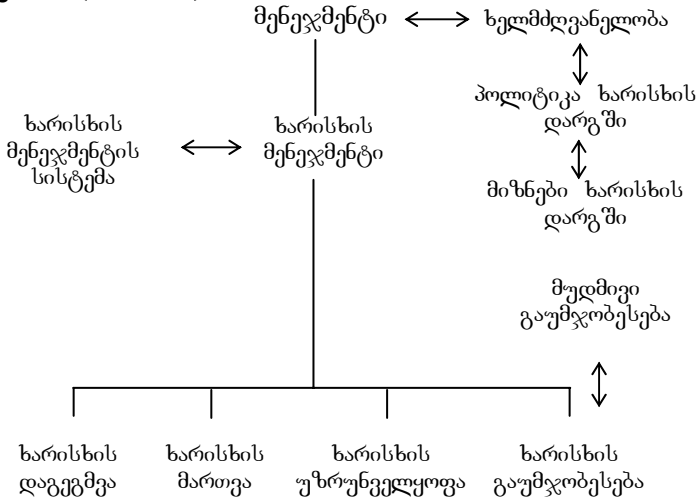 მენეჯმენტი
ხელმძღვანელობა
პოლიტიკა ხარისხის
დარგში
ხარისხის
მენეჯმენტის
სისტემა
ხარისხის
მენეჯმენტი
მიზნები ხარისხის
დარგში
მუდმივი
გაუმჯობესება
ხარისხის
დაგეგმვა
ხარისხის
მართვა
ხარისხის
უზრუნველყოფა
ხარისხის
გაუმჯობესება